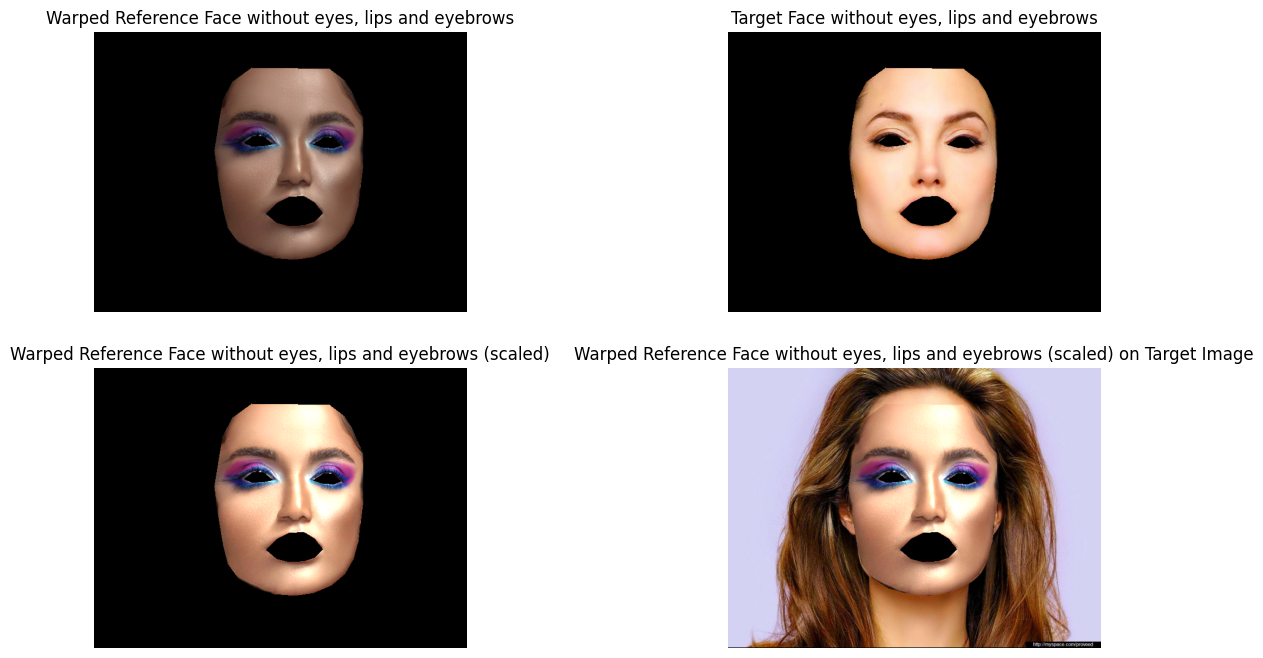 Warped Reference Face without eyes, lips and eyebrows
Target Face without eyes, lips and eyebrows
Warped Reference Face without eyes, lips and eyebrows (scaled)
Warped Reference Face without eyes, lips and eyebrows (scaled) on Target Image
http://myspace.com/proseed